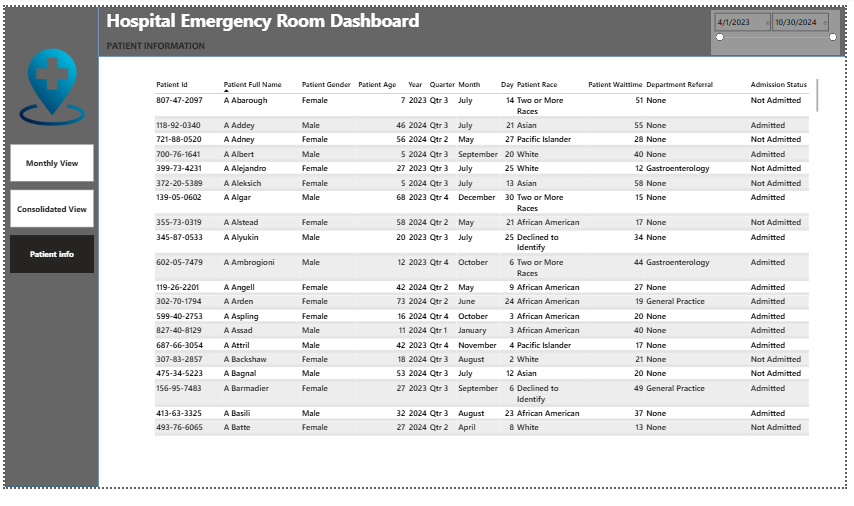 Hospital Emergency Room Dashboard
PATIENT INFORMATION
4/1/2023 10/30/2024
Monthly View
Consolidated View
Patient info
Patient Id Patient Full Name Patient Gender Patient Age Year Quarter Month Day Patient Race Patient Waittime Department Referral Admission Status
807-47-2097 A Abarough Female 7 2023 Qtr 3 July 14 Two or More Races 51 None Not Admitted
118-92-0340 A Addey Male 46 2024 Qtr 3 July 21 Asian 55 None Admitted
721-88-0520 A Adney Female 56 2024 Qtr 2 May 27 Pacific Islander 28 None Not Admitted
700-76-1641 A Albert Male 5 2024 Qtr 3 September 20 White 40 None Admitted
399-73-4231 A Alejandro Female 27 2023 Qtr 3 July 25 White 12 Gastroenterology Not Admitted
372-20-5389 A Aleksich Female 5 2024 Qtr 3 July 13 Asian 58 None Not Admitted
139-05-0602 A Algar Male 68 2023 Qtr 4 December 30 Two or More Races 15 None Admitted
355-73-0319 A Alstead Female 58 2024 Qtr 2 May 21 African American 17 None Not Admitted
345-87-0533 A Alyukin Male 20 2023 Qtr 3 July 25 Declined to Identify 34 None Admitted
602-05-7479 A Ambrogioni Male 12 2023 Qtr 4 October 6 Two or More Races 44 Gastroenterology Admitted
119-26-2201 A Angell Female 42 2024 Qtr 2 May 9 African American 27 None Admitted
302-70-1794 A Arden Female 73 2024 Qtr 2 June 24 African American 19 General Practice Admitted
599-40-2753 A Aspling Female 16 2024 Qtr 4 October 3 African American 20 None Admitted
827-40-8129 A Assad Male 11 2024 Qtr 1 January 3 African American 40 None Admitted
687-66-3054 A Attril Male 42 2023 Qtr 4 November 4 Pacific Islander 17 None Admitted
307-83-2857 A Backshaw Female 18 2024 Qtr 3 August 2 White 21 None Not Admitted
475-34-5223 A Bagnal Male 53 2024 Qtr 3 July 12 Asian 20 None Not Admitted
156-95-7483 A Barmadier Female 27 2023 Qtr 3 September 6 Declined to Identify 49 General Practice Admitted
413-63-3325 A Basili Male 32 2024 Qtr 3 August 23 African American 37 None Admitted
493-76-6065 A Batte Female 27 2024 Qtr 2 April 8 White 13 None Not Admitted